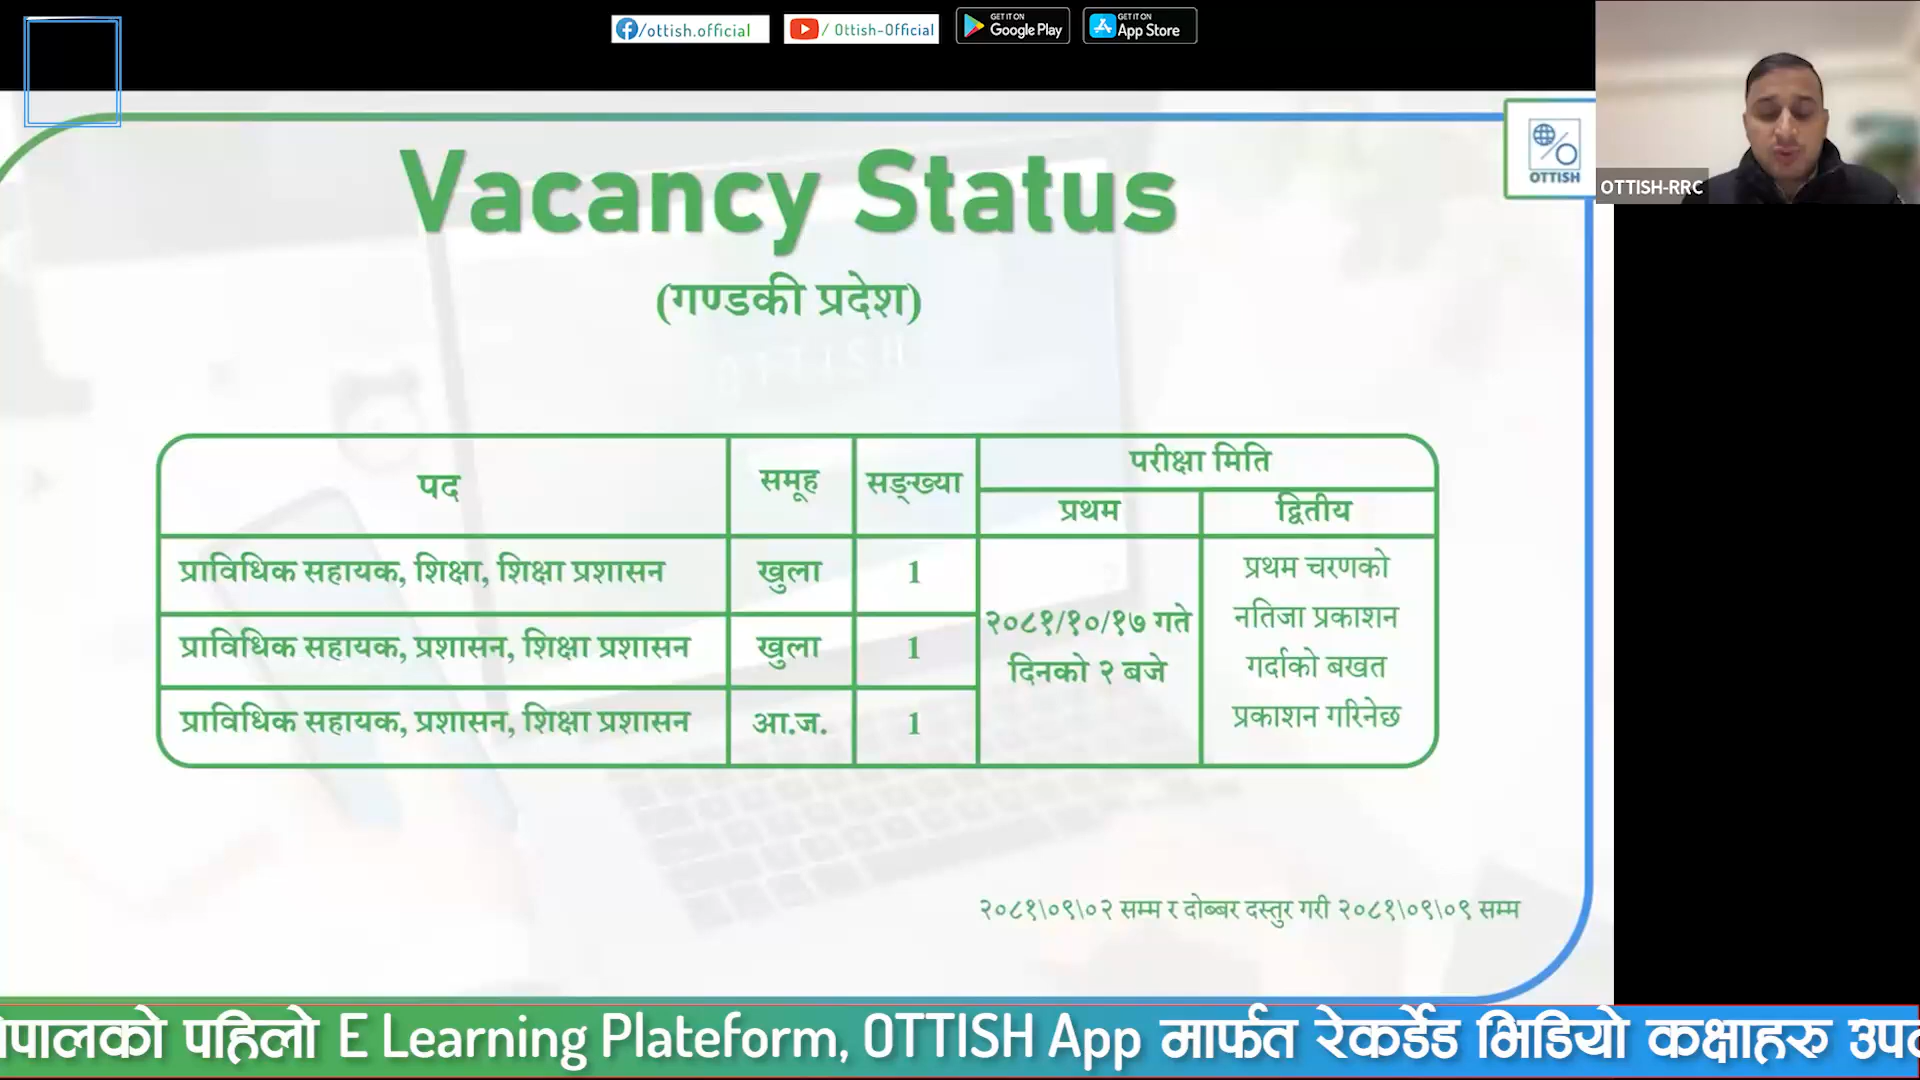 /ottish.official
/ Ottish-Official
GET IT ON
Google Play
GET IT ON
App Store
OTTISH
OTTISH-RRC
Vacancy Status
(गण्डकी प्रदेश)
OTTISH
पद
समूह
सङ्ख्या
परीक्षा मिति
प्रथम
द्वितीय
प्राविधिक सहायक, शिक्षा, शिक्षा प्रशासन
खुला
1
प्राविधिक सहायक, प्रशासन, शिक्षा प्रशासन
खुला
1
प्राविधिक सहायक, प्रशासन, शिक्षा प्रशासन
आ.ज.
1
२०८१/१०/१७ गते
दिनको २ बजे
प्रथम चरणको
नतिजा प्रकाशन
गर्दाको बखत
प्रकाशन गरिनेछ
२०८१\०९\०२ सम्म र दोब्बर दस्तुर गरी २०८१\०९\०९ सम्म
पहिलो E Learning Plateform, OTTISH App मार्फत रेकर्डेड भिडियो कक्षाहरु